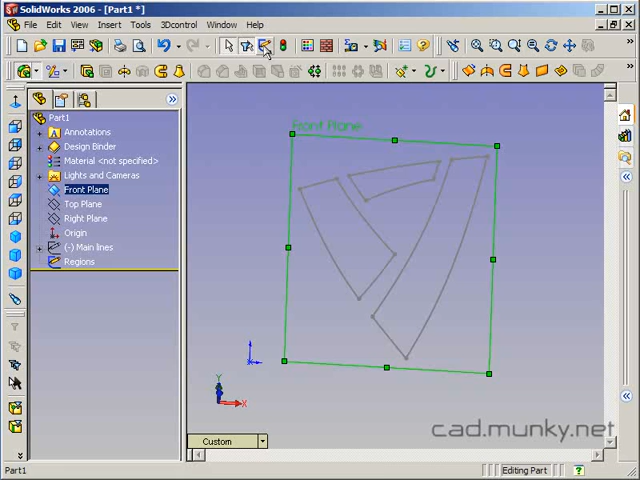 SolidWorks 2006 - [Part1 *]
File Edit View Insert Tools 3Dcontrol Window Help
Part1
Annotations
Design Binder
Material <not specified>
Lights and Cameras
Front Plane
Top Plane
Right Plane
Origin
(-) Main lines
Regions
Front Plane
Y
X
cad.munky.net
Custom
Part1
Editing Part